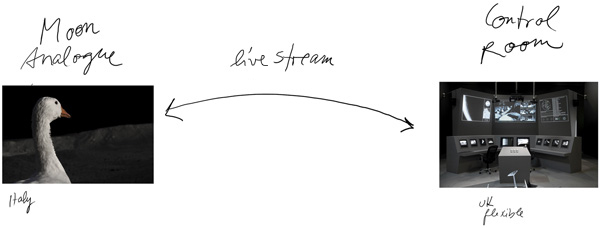 Moon
Analogue
live stream
Control
Room
Italy
UK
flexible